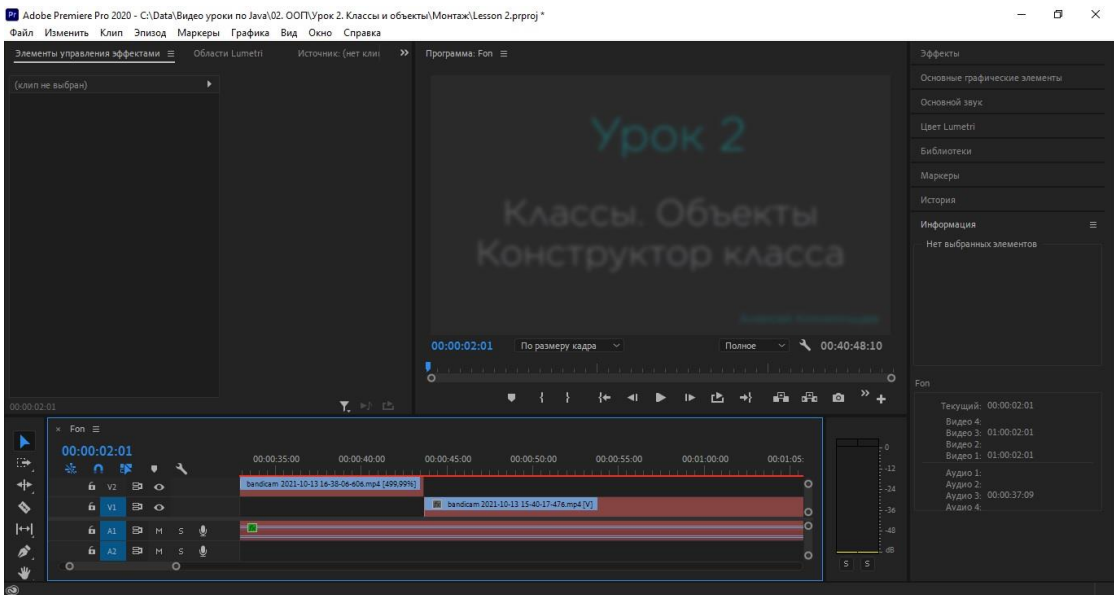 Adobe Premiere Pro 2020 - C:\Data\Видео уроки по Java\02. ООП\Урок 2. Классы и объекты\Монтаж\Lesson 2.prproj *
Файл Изменить Клип Эпизод Маркеры Графика Вид Окно Справка
Элементы управления эффектами Области Lumetri Источник: (нет кли
(клип не выбран)
00:00:02:01
Программа: Fon
Урок 2
Классы. Объекты
Конструктор класса
00:00:02:01 По размеру кадра Полное 00:40:48:10
Эффекты
Основные графические элементы
Основной звук
Цвет Lumetri
Библиотеки
Маркеры
История
Информация
Нет выбранных элементов
Fon
Текущий: 00:00:02:01
Видео 4:
Видео 3: 01:00:02:01
Видео 2:
Видео 1: 01:00:02:01
Аудио 1:
Аудио 2:
Аудио 3: 00:00:37:09
Аудио 4:
× Fon
00:00:02:01
00:00:35:00 00:00:40:00 00:00:45:00 00:00:50:00 00:00:55:00 00:01:00:00 00:01:05:
V2 bandicam 2021-10-13 16-38-06-606.mp4 [499,99%]
V1 bandicam 2021-10-13 15-40-17-476.mp4 [V]
A1 M S
A2 M S
0
-12
-24
-36
-48
dB
S S